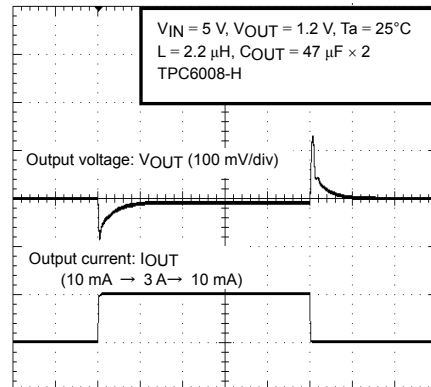 VIN = 5 V, VOUT = 1.2 V, Ta = 25°C
L = 2.2 μH, COUT = 47 μF × 2
TPC6008-H
Output voltage: VOUT (100 mV/div)
Output current: IOUT
(10 mA → 3 A→ 10 mA)